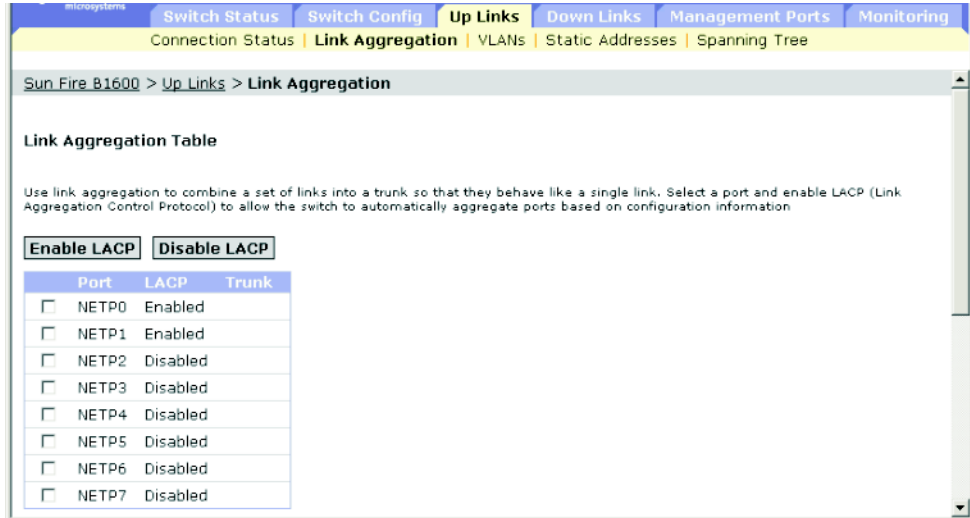 microsystems
Switch Status Switch Config Up Links Down Links Management Ports Monitoring
Connection Status | Link Aggregation | VLANs | Static Addresses | Spanning Tree
Sun Fire B1600 > Up Links > Link Aggregation
Link Aggregation Table
Use link aggregation to combine a set of links into a trunk so that they behave like a single link. Select a port and enable LACP (Link
Aggregation Control Protocol) to allow the switch to automatically aggregate ports based on configuration information
Enable LACP Disable LACP
Port LACP Trunk
NETP0 Enabled
NETP1 Enabled
NETP2 Disabled
NETP3 Disabled
NETP4 Disabled
NETP5 Disabled
NETP6 Disabled
NETP7 Disabled